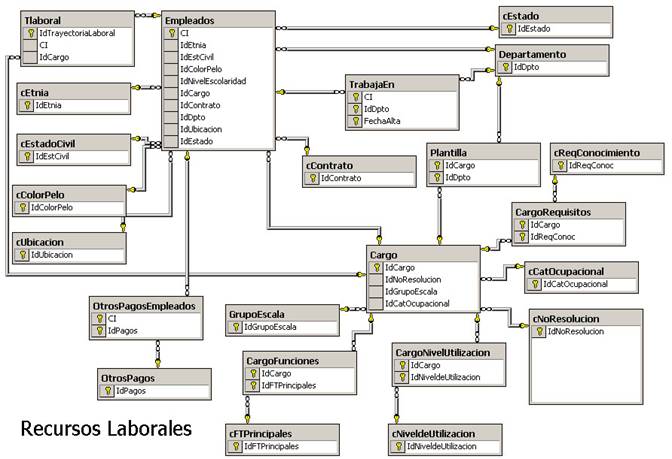 Tlaboral
IdTrayectoriaLaboral
CI
IdCargo
Empleados
CI
IdEtnia
IdEstCivil
IdColorPelo
IdNivelEscolaridad
IdCargo
IdContrato
IdDpto
IdUbicacion
IdEstado
cEstado
IdEstado
Departamento
IdDpto
TrabajaEn
CI
IdDpto
FechaAlta
cEtnia
IdEtnia
cEstadoCivil
IdEstCivil
cContrato
IdContrato
Plantilla
IdCargo
IdDpto
cReqConocimiento
IdReqConoc
cColorPelo
IdColorPelo
CargoRequisitos
IdCargo
IdReqConoc
cUbicacion
IdUbicacion
Cargo
IdCargo
IdNoResolucion
IdGrupoEscala
IdCatOcupacional
cCatOcupacional
IdCatOcupacional
OtrosPagosEmpleados
CI
IdPagos
GrupoEscala
IdGrupoEscala
cNoResolucion
IdNoResolucion
CargoFunciones
IdCargo
IdFTPrincipales
CargoNivelUtilizacion
IdCargo
IdNiveldeUtilizacion
OtrosPagos
IdPagos
cFTPrincipales
IdFTPrincipales
cNiveldeUtilizacion
IdNiveldeUtilizacion
Recursos Laborales